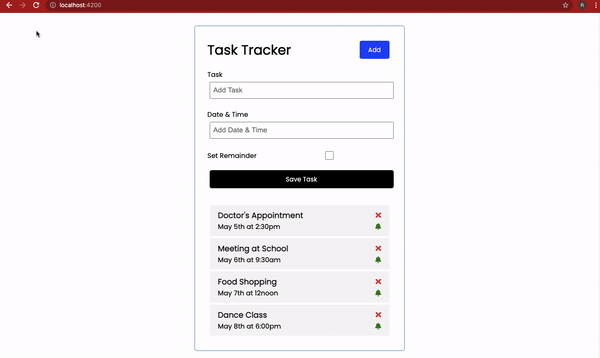 localhost:4200
R
Task Tracker
Add
Task
Add Task
Date & Time
Add Date & Time
Set Remainder
Save Task
Doctor's Appointment
May 5th at 2:30pm
Meeting at School
May 6th at 9:30am
Food Shopping
May 7th at 12noon
Dance Class
May 8th at 6:00pm